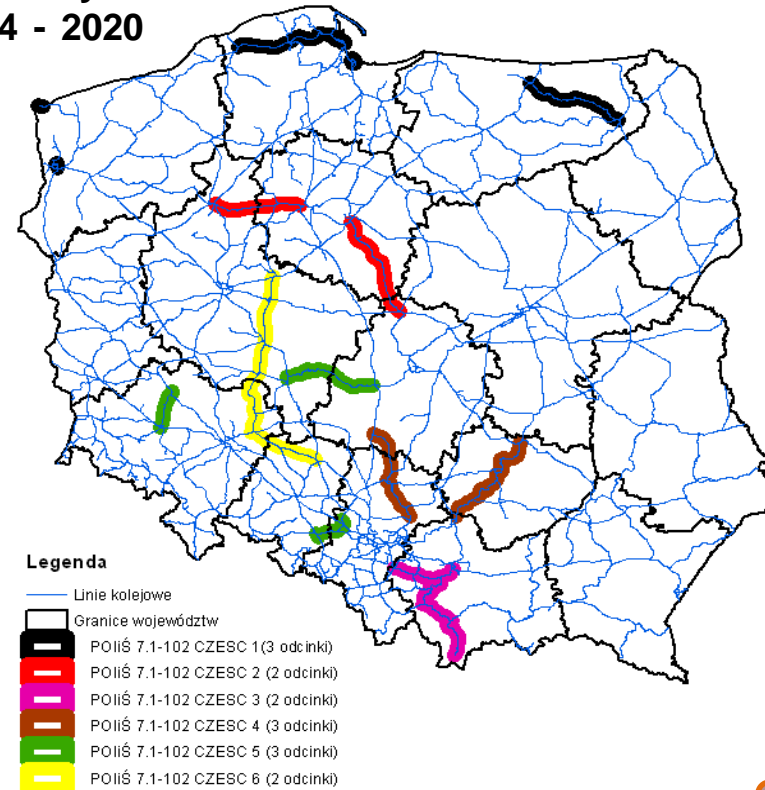 4 - 2020
Legenda
Linie kolejowe
Granice województw
POIiŚ 7.1-102 CZESC 1(3 odcinki)
POIiŚ 7.1-102 CZESC 2 (2 odcinki)
POIiŚ 7.1-102 CZESC 3 (2 odcinki)
POIiŚ 7.1-102 CZESC 4 (3 odcinki)
POIiŚ 7.1-102 CZESC 5 (3 odcinki)
POIiŚ 7.1-102 CZESC 6 (2 odcinki)